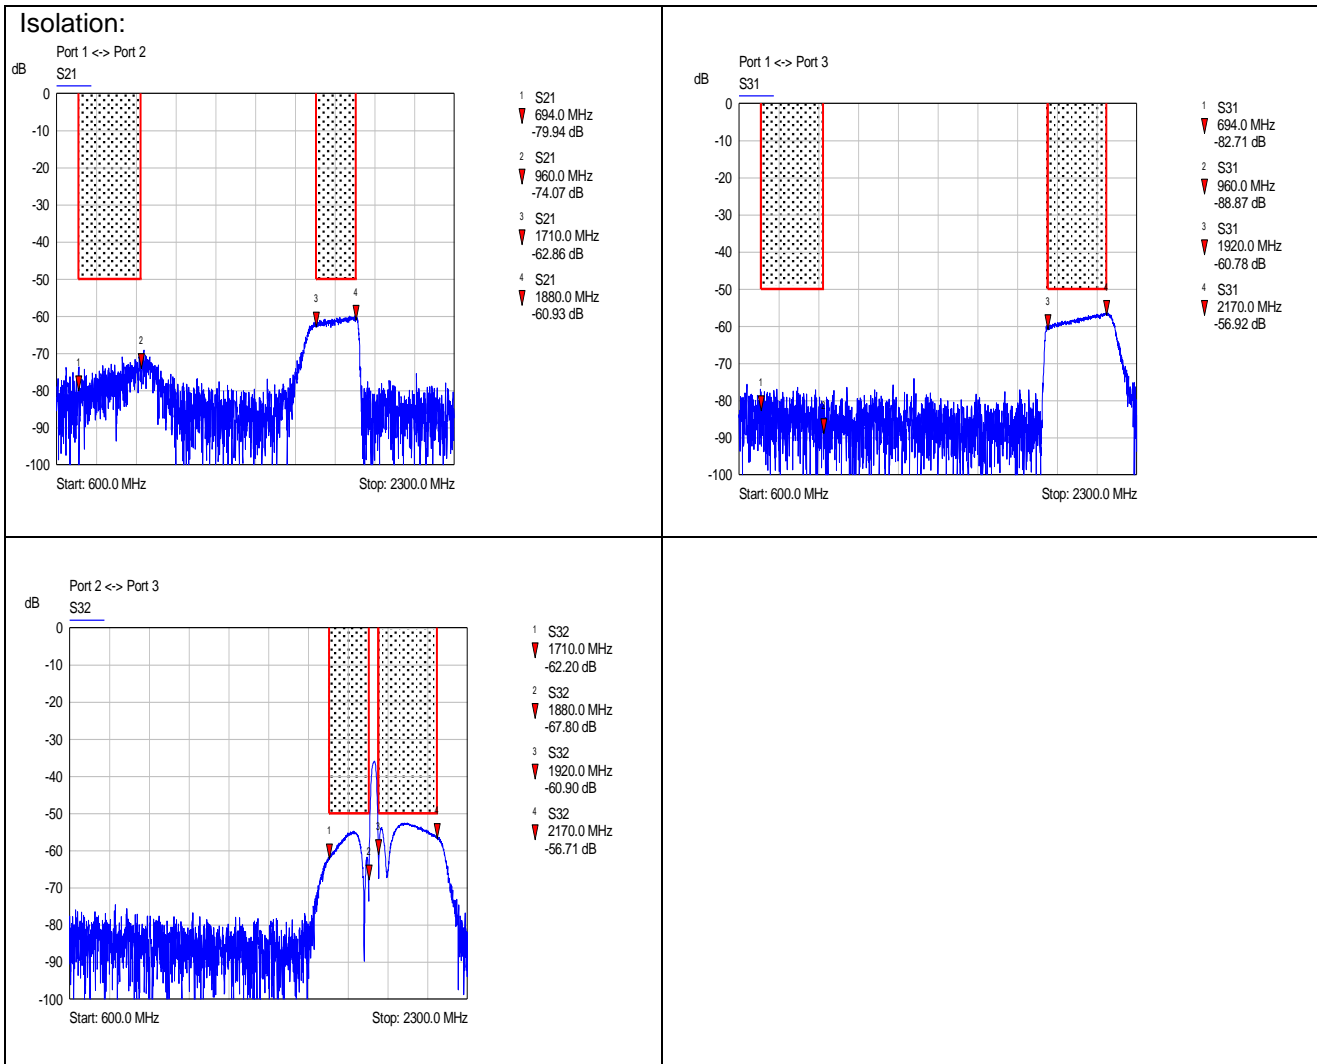 Isolation:
Port 1 <-> Port 2
dB
S21
0
-10
-20
-30
-40
-50
-60
-70
-80
-90
-100
1
2
3
4
Start: 600.0 MHz
Stop: 2300.0 MHz
1 S21
694.0 MHz
-79.94 dB
2 S21
960.0 MHz
-74.07 dB
3 S21
1710.0 MHz
-62.86 dB
4 S21
1880.0 MHz
-60.93 dB
Port 1 <-> Port 3
dB
S31
0
-10
-20
-30
-40
-50
-60
-70
-80
-90
-100
1
3
Start: 600.0 MHz
Stop: 2300.0 MHz
1 S31
694.0 MHz
-82.71 dB
2 S31
960.0 MHz
-88.87 dB
3 S31
1920.0 MHz
-60.78 dB
4 S31
2170.0 MHz
-56.92 dB
Port 2 <-> Port 3
dB
S32
0
-10
-20
-30
-40
-50
-60
-70
-80
-90
-100
1
2
3
Start: 600.0 MHz
Stop: 2300.0 MHz
1 S32
1710.0 MHz
-62.20 dB
2 S32
1880.0 MHz
-67.80 dB
3 S32
1920.0 MHz
-60.90 dB
4 S32
2170.0 MHz
-56.71 dB